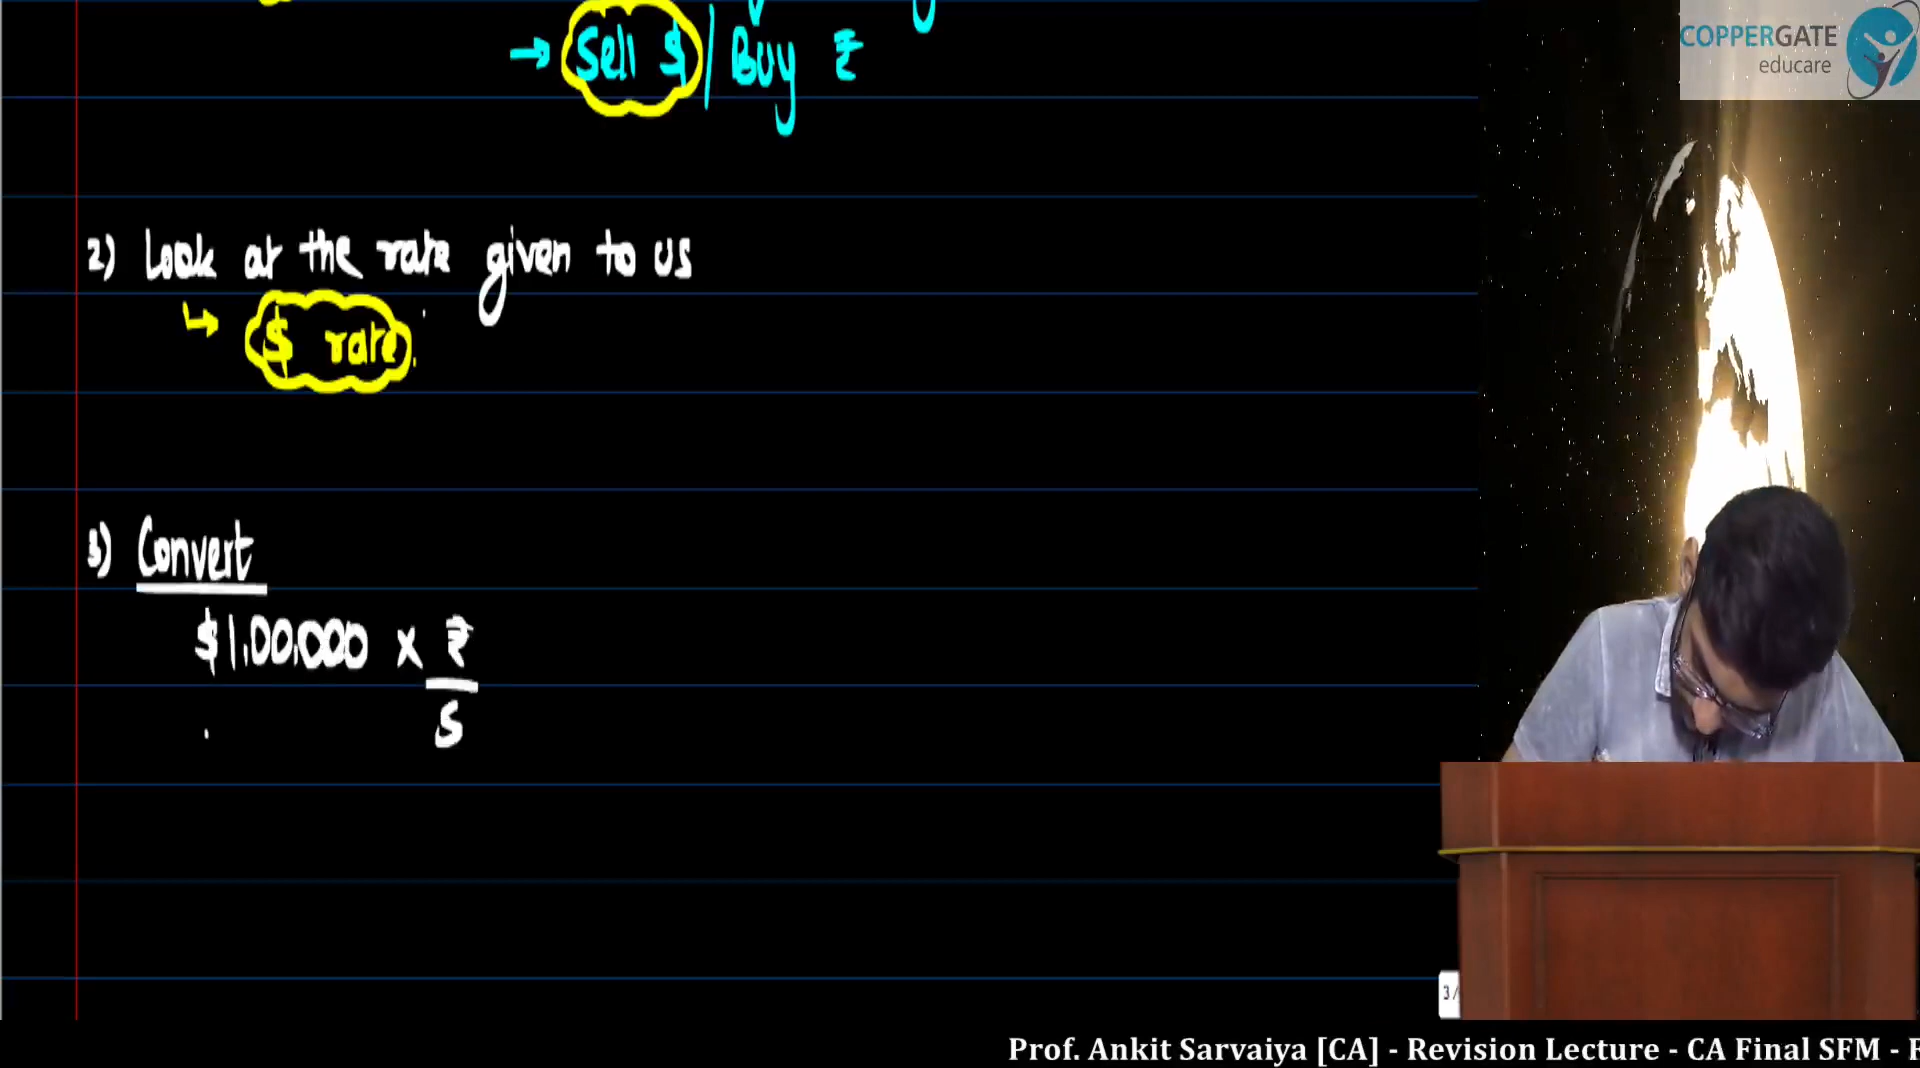 COPPERGATE
educare
→ Sell $ / Buy ₹
2) Look at the rate given to us
↳ $ rate
3) Convert
$1,00,000 × ₹
$
3/
Prof. Ankit Sarvaiya [CA] - Revision Lecture - CA Final SFM - F